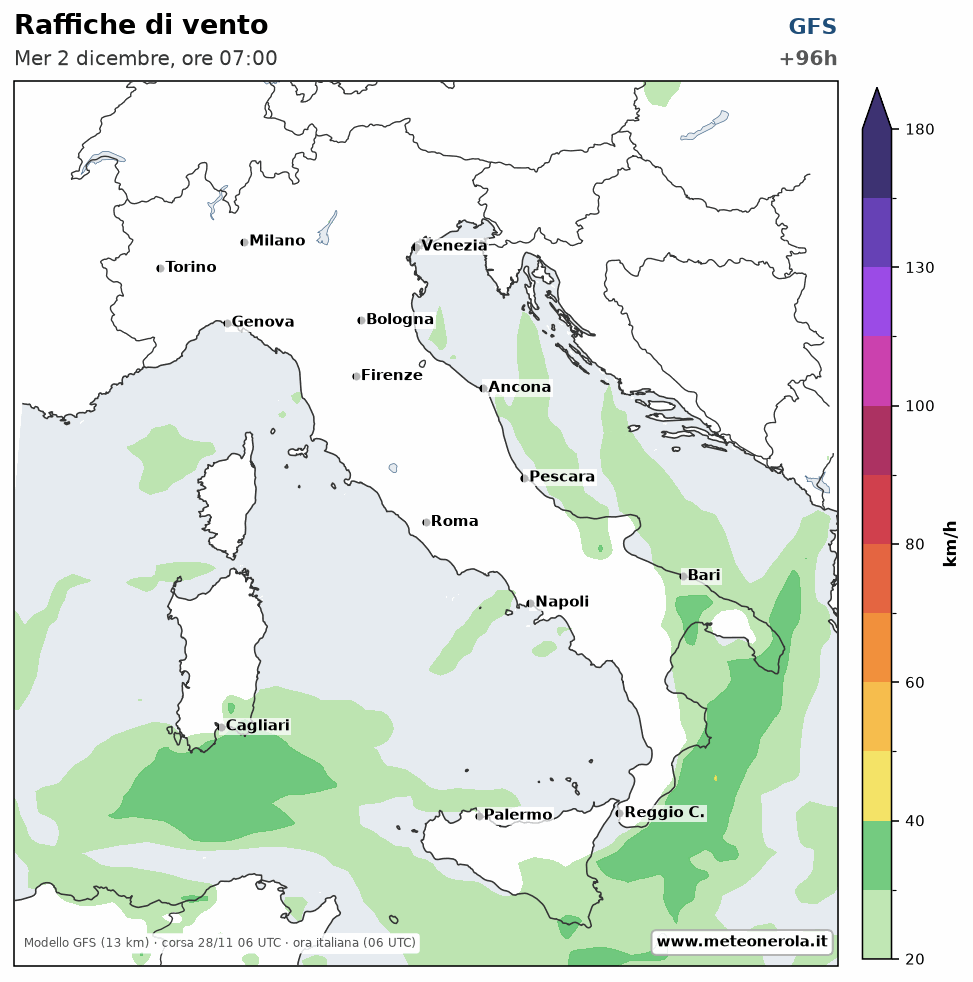 Raffiche di vento
GFS
Mer 2 dicembre, ore 07:00
+96h
180
Milano
Venezia
Torino
130
Genova
Bologna
Firenze
Ancona
100
Pescara
Roma
80
km/h
Bari
Napoli
60
Cagliari
Palermo
Reggio C.
40
Modello GFS (13 km) · corsa 28/11 06 UTC · ora italiana (06 UTC)
www.meteonerola.it
20